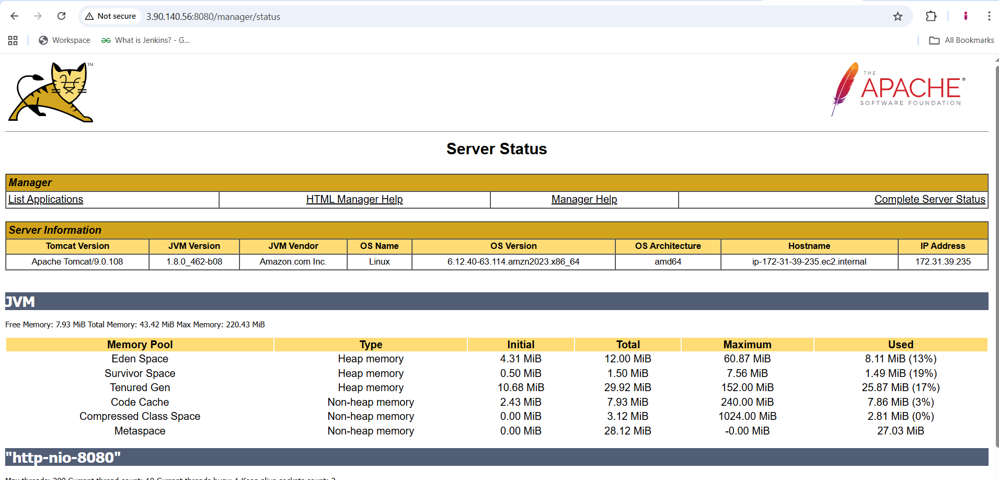 Not secure 3.90.140.56:8080/manager/status
Workspace What is Jenkins? - G... All Bookmarks
TM
THE
APACHE®
SOFTWARE FOUNDATION
Server Status
Manager
List Applications HTML Manager Help Manager Help Complete Server Status
Server Information
Tomcat Version JVM Version JVM Vendor OS Name OS Version OS Architecture Hostname IP Address
Apache Tomcat/9.0.108 1.8.0_462-b08 Amazon.com Inc. Linux 6.12.40-63.114.amzn2023.x86_64 amd64 ip-172-31-39-235.ec2.internal 172.31.39.235
JVM
Free Memory: 7.93 MiB Total Memory: 43.42 MiB Max Memory: 220.43 MiB
Memory Pool Type Initial Total Maximum Used
Eden Space Heap memory 4.31 MiB 12.00 MiB 60.87 MiB 8.11 MiB (13%)
Survivor Space Heap memory 0.50 MiB 1.50 MiB 7.56 MiB 1.49 MiB (19%)
Tenured Gen Heap memory 10.68 MiB 29.92 MiB 152.00 MiB 25.87 MiB (17%)
Code Cache Non-heap memory 2.43 MiB 7.93 MiB 240.00 MiB 7.86 MiB (3%)
Compressed Class Space Non-heap memory 0.00 MiB 3.12 MiB 1024.00 MiB 2.81 MiB (0%)
Metaspace Non-heap memory 0.00 MiB 28.12 MiB -0.00 MiB 27.03 MiB
"http-nio-8080"